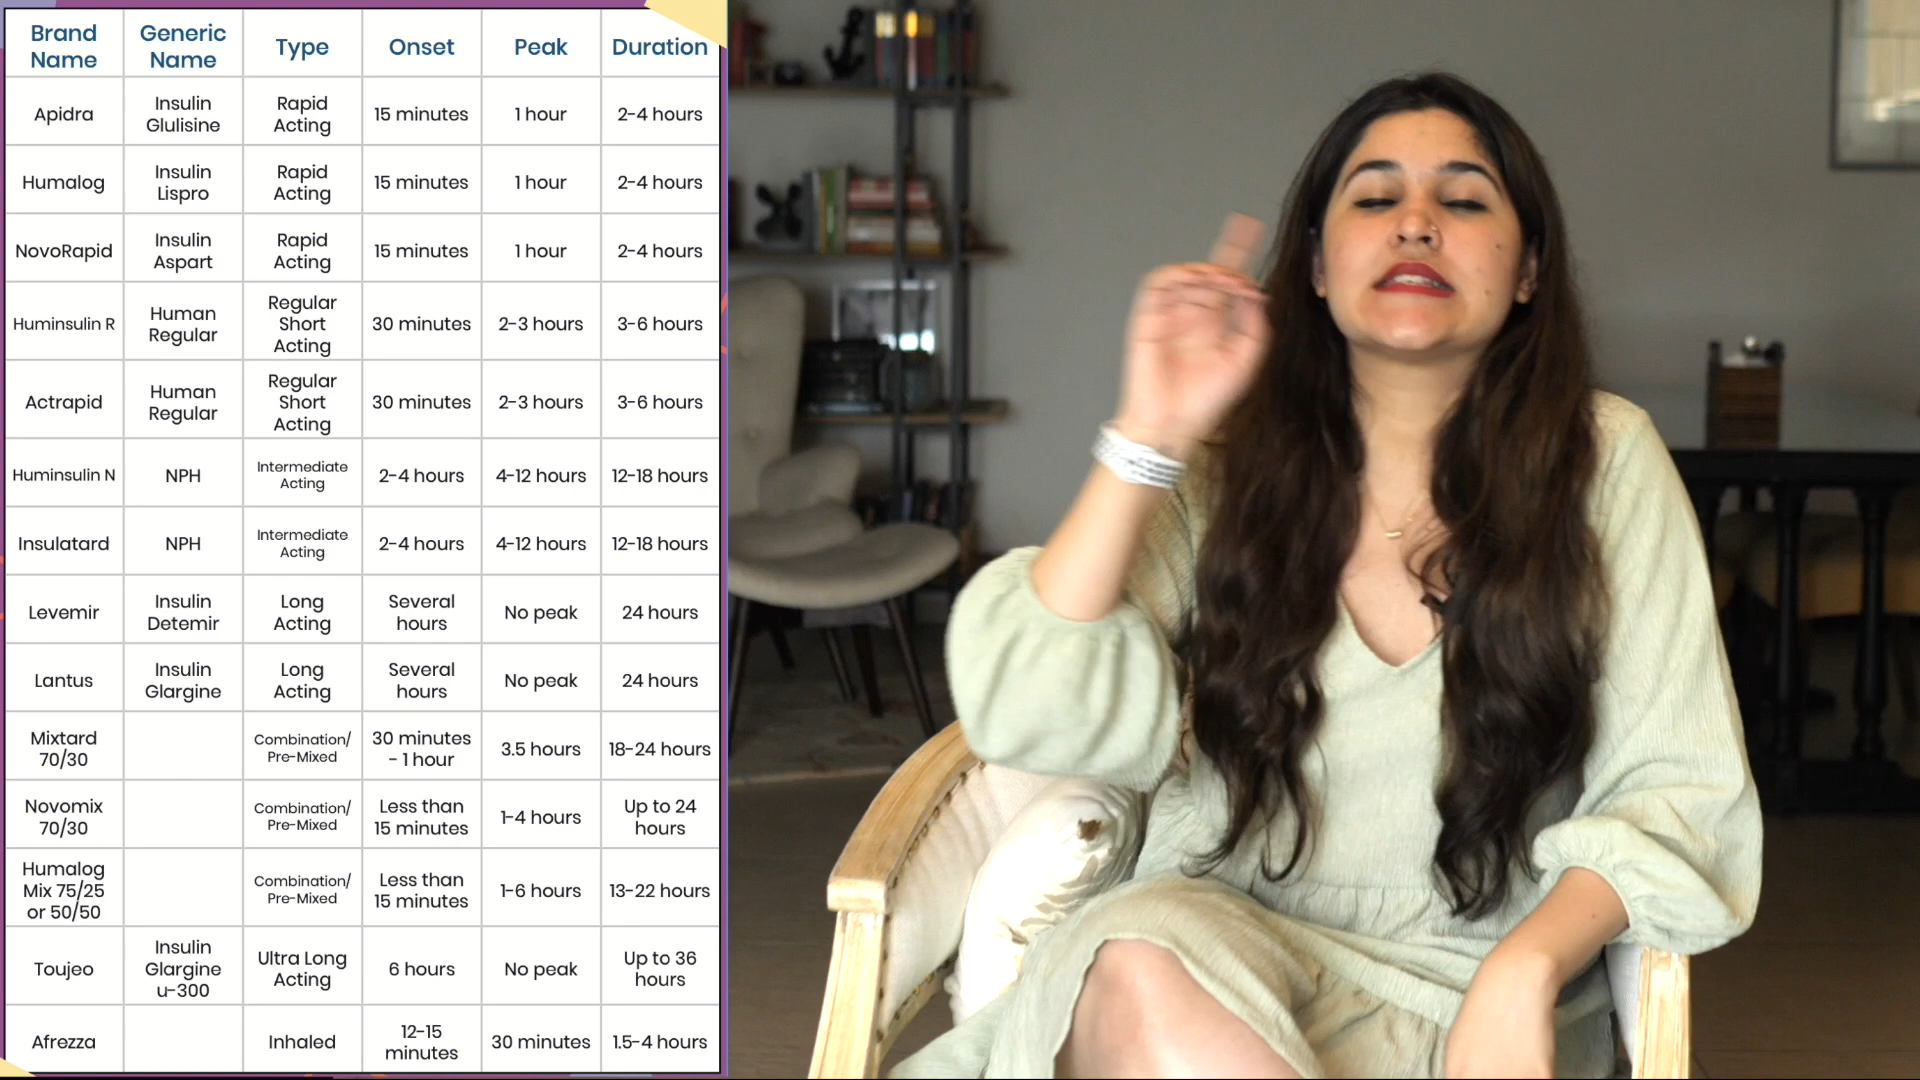 Brand Name
Generic Name
Type
Onset
Peak
Duration
Apidra
Insulin Glulisine
Rapid Acting
15 minutes
1 hour
2-4 hours
Humalog
Insulin Lispro
Rapid Acting
15 minutes
1 hour
2-4 hours
NovoRapid
Insulin Aspart
Rapid Acting
15 minutes
1 hour
2-4 hours
Huminsulin R
Human Regular
Regular Short Acting
30 minutes
2-3 hours
3-6 hours
Actrapid
Human Regular
Regular Short Acting
30 minutes
2-3 hours
3-6 hours
Huminsulin N
NPH
Intermediate Acting
2-4 hours
4-12 hours
12-18 hours
Insulatard
NPH
Intermediate Acting
2-4 hours
4-12 hours
12-18 hours
Levemir
Insulin Detemir
Long Acting
Several hours
No peak
24 hours
Lantus
Insulin Glargine
Long Acting
Several hours
No peak
24 hours
Mixtard 70/30
Combination/ Pre-Mixed
30 minutes - 1 hour
3.5 hours
18-24 hours
Novomix 70/30
Combination/ Pre-Mixed
Less than 15 minutes
1-4 hours
Up to 24 hours
Humalog Mix 75/25 or 50/50
Combination/ Pre-Mixed
Less than 15 minutes
1-6 hours
13-22 hours
Toujeo
Insulin Glargine u-300
Ultra Long Acting
6 hours
No peak
Up to 36 hours
Afrezza
Inhaled
12-15 minutes
30 minutes
1.5-4 hours